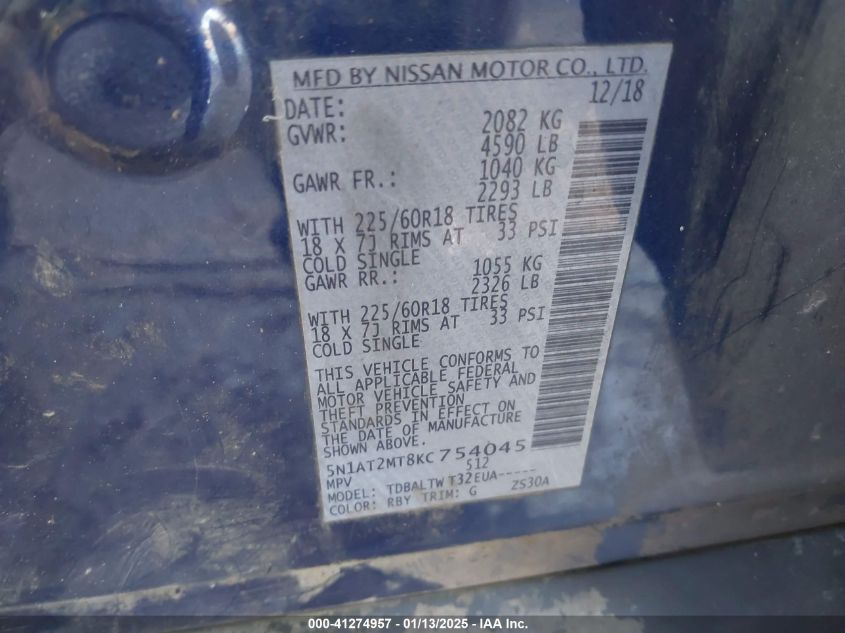 MFD BY NISSAN MOTOR CO., LTD.
DATE: 12/18
GVWR: 2082 KG
4590 LB
GAWR FR.: 1040 KG
2293 LB
WITH 225/60R18 TIRES
18 X 7J RIMS AT 33 PSI
COLD SINGLE
GAWR RR.: 1055 KG
2326 LB
WITH 225/60R18 TIRES
18 X 7J RIMS AT 33 PSI
COLD SINGLE
THIS VEHICLE CONFORMS TO
ALL APPLICABLE FEDERAL
MOTOR VEHICLE SAFETY AND
THEFT PREVENTION
STANDARDS IN EFFECT ON
THE DATE OF MANUFACTURE
SHOWN ABOVE.
5N1AT2MT8KC754045
MPV 512
MODEL: TDBALTW T32EUA-----
COLOR: RBY TRIM: G ZS30A
000-41274957 - 01/13/2025 - IAA Inc.